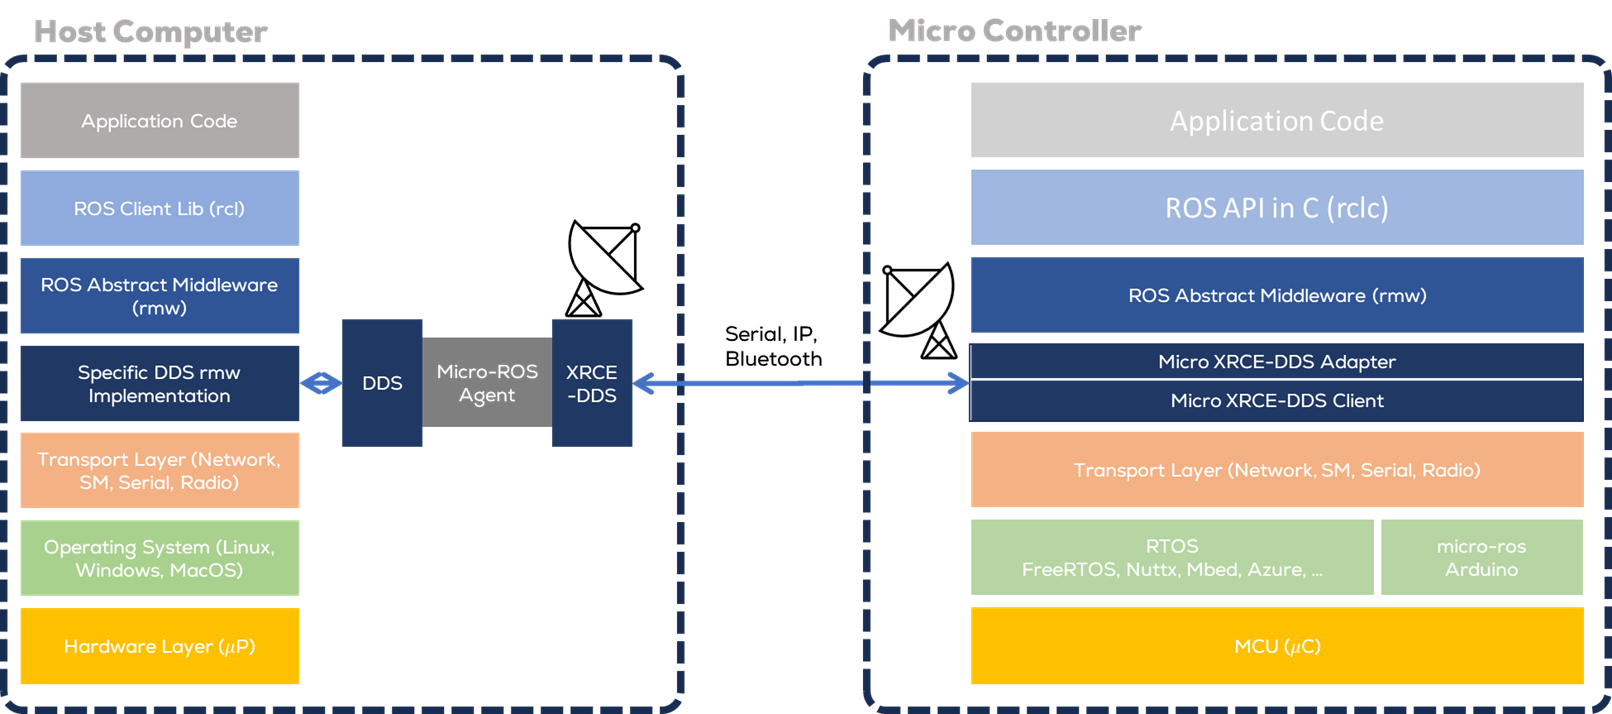 Host Computer
Application Code
ROS Client Lib (rcl)
ROS Abstract Middleware
(rmw)
Specific DDS rmw
Implementation
Transport Layer (Network,
SM, Serial, Radio)
Operating System (Linux,
Windows, MacOS)
Hardware Layer (μP)
DDS
Micro-ROS
Agent
XRCE
-DDS
Serial, IP,
Bluetooth
Micro Controller
Application Code
ROS API in C (rclc)
ROS Abstract Middleware (rmw)
Micro XRCE-DDS Adapter
Micro XRCE-DDS Client
Transport Layer (Network, SM, Serial, Radio)
RTOS
FreeRTOS, Nuttx, Mbed, Azure, ...
micro-ros
Arduino
MCU (μC)